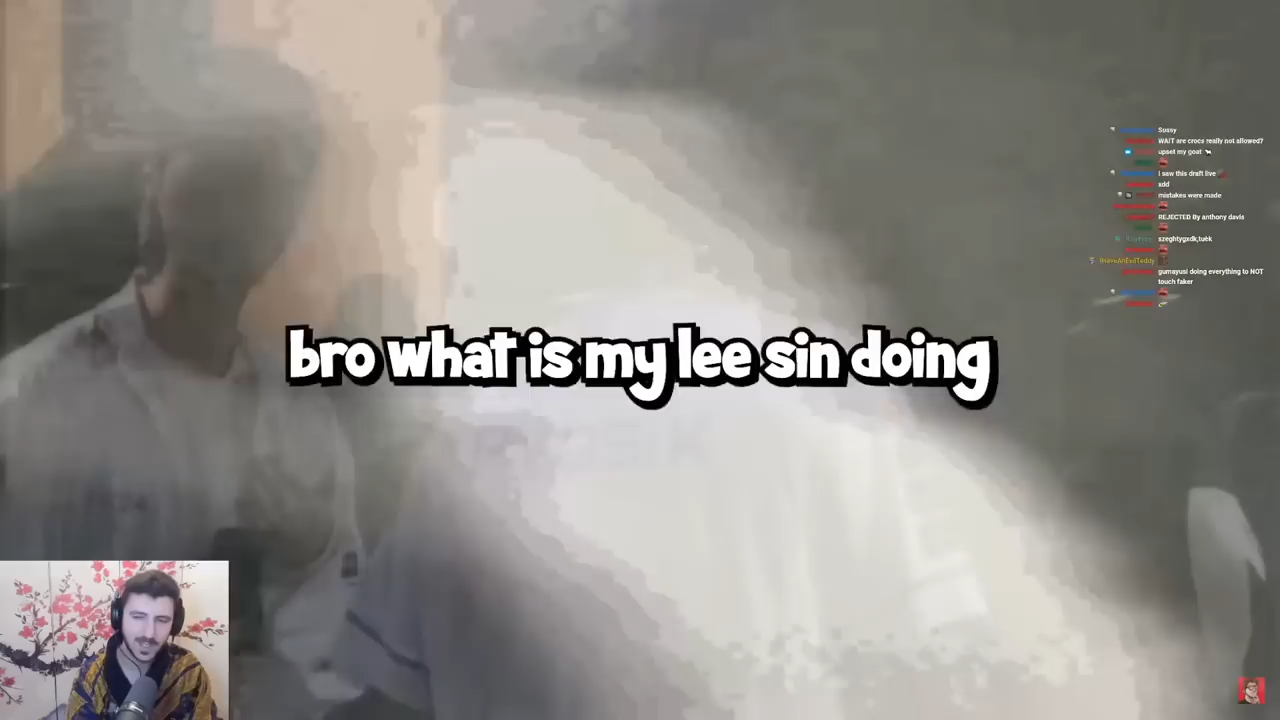 bro what is my lee sin doing
Sussy
WAIT are crocs really not allowed?
upset my goat
I saw this draft live
xdd
mistakes were made
REJECTED By anthony davis
szeghtygxdk,tuèk
IHaveAnEvilTeddy
gumayusi doing everything to NOT
touch faker